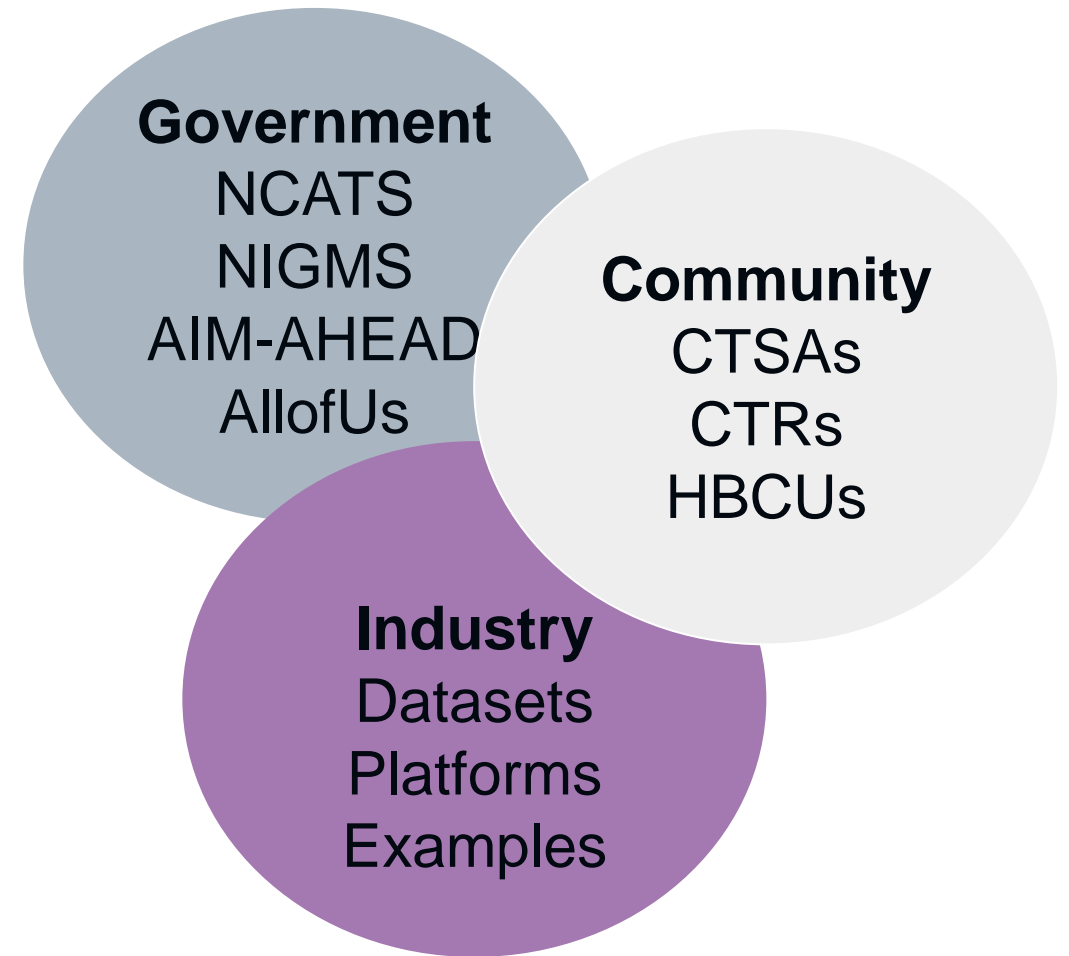 Government
NCATS
NIGMS
AIM-AHEAD
AllofUs
Community
CTSAs
CTRs
HBCUs
Industry
Datasets
Platforms
Examples